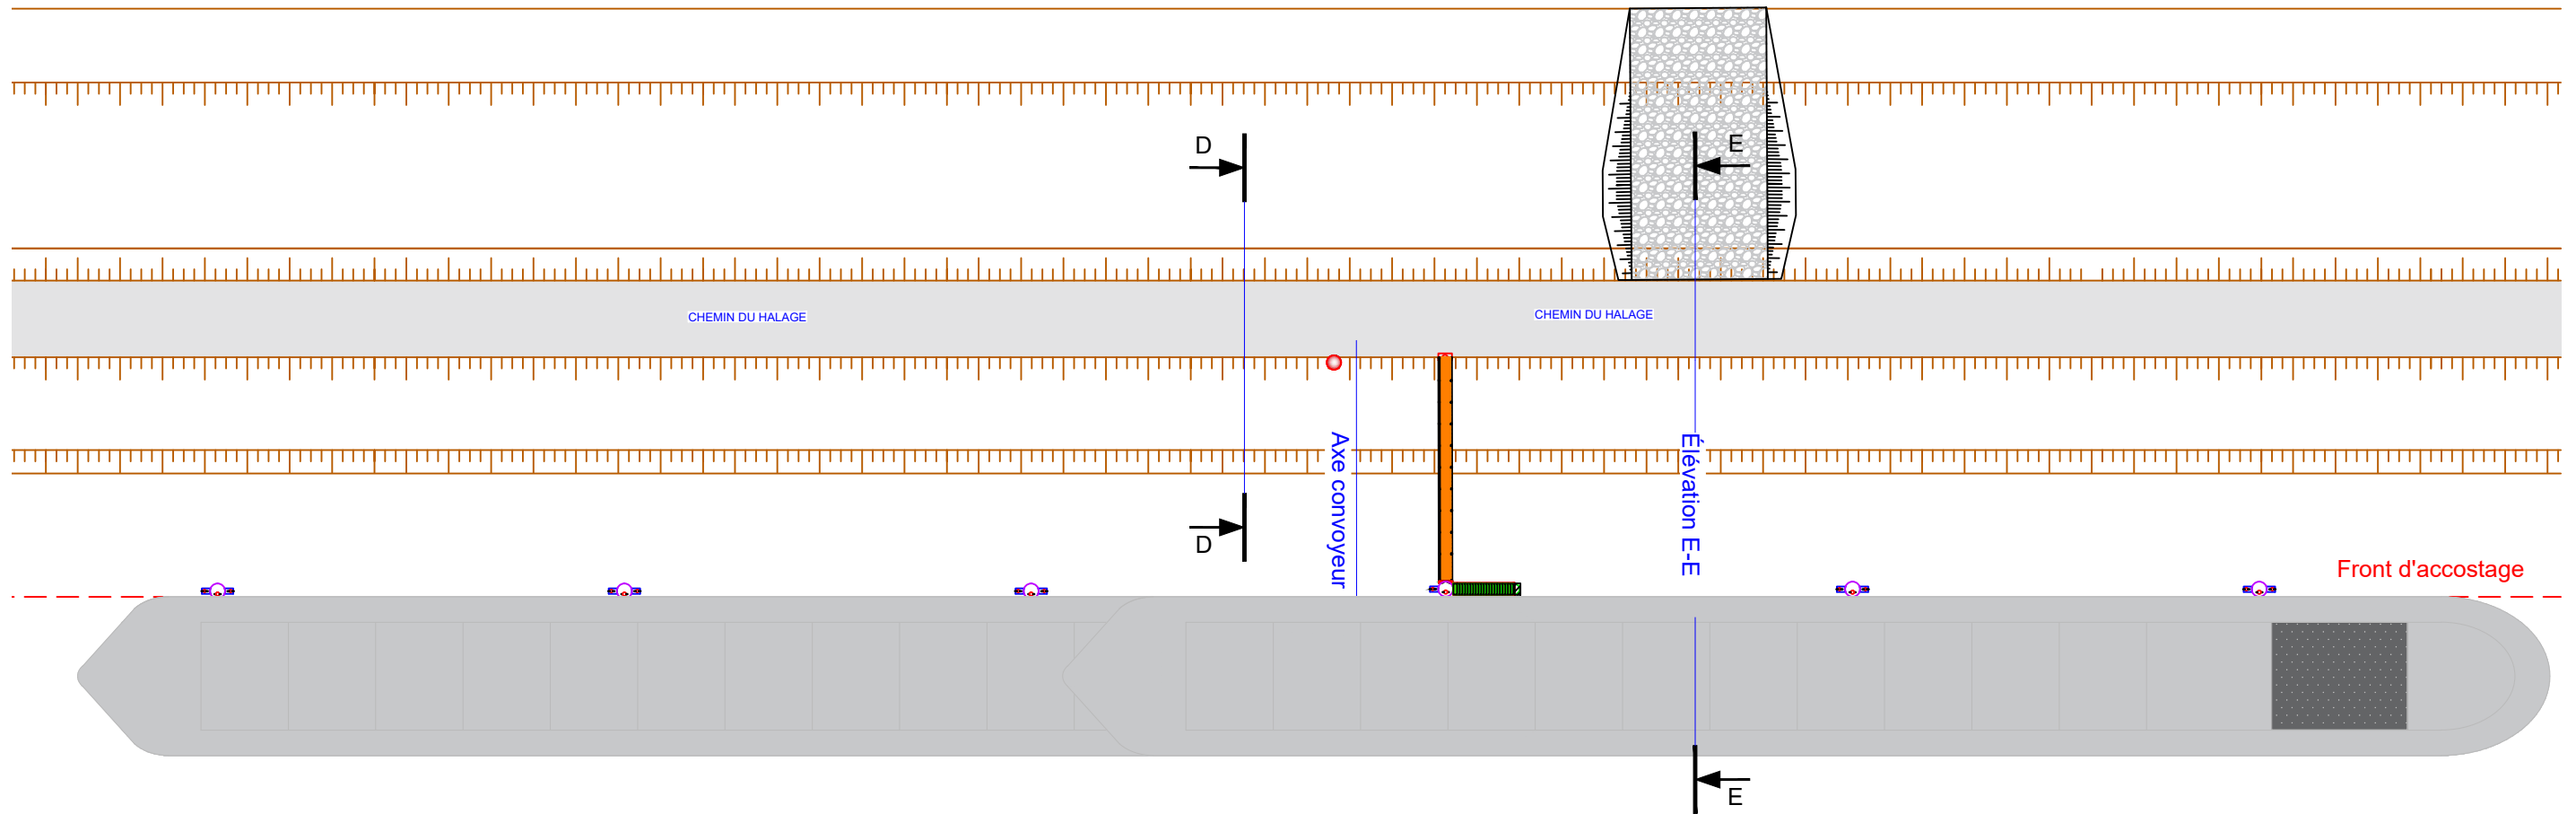 D
E
CHEMIN DU HALAGE
CHEMIN DU HALAGE
Axe convoyeur
Élévation E-E
D
Front d'accostage
E